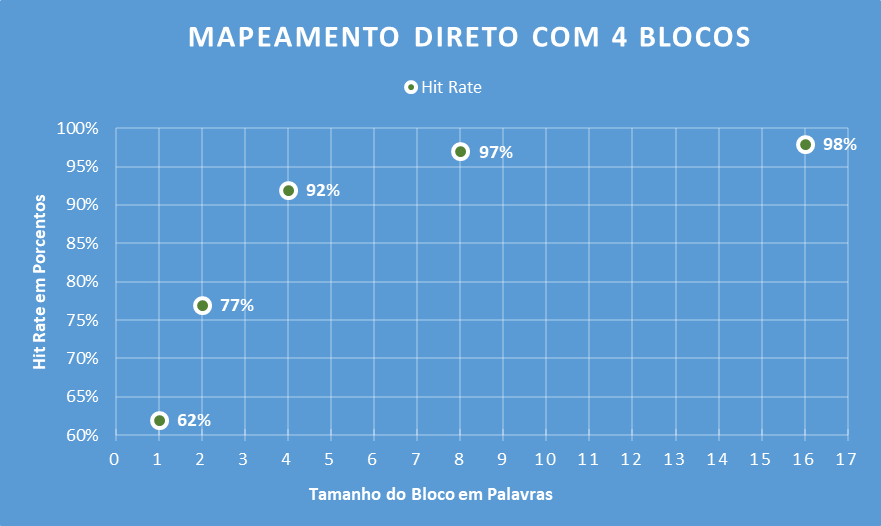 MAPEAMENTO DIRETO COM 4 BLOCOS
Hit Rate
100%
95%
90%
85%
80%
75%
70%
65%
60%
98%
97%
92%
77%
62%
0 1 2 3 4 5 6 7 8 9 10 11 12 13 14 15 16 17
Hit Rate em Porcentos
Tamanho do Bloco em Palavras